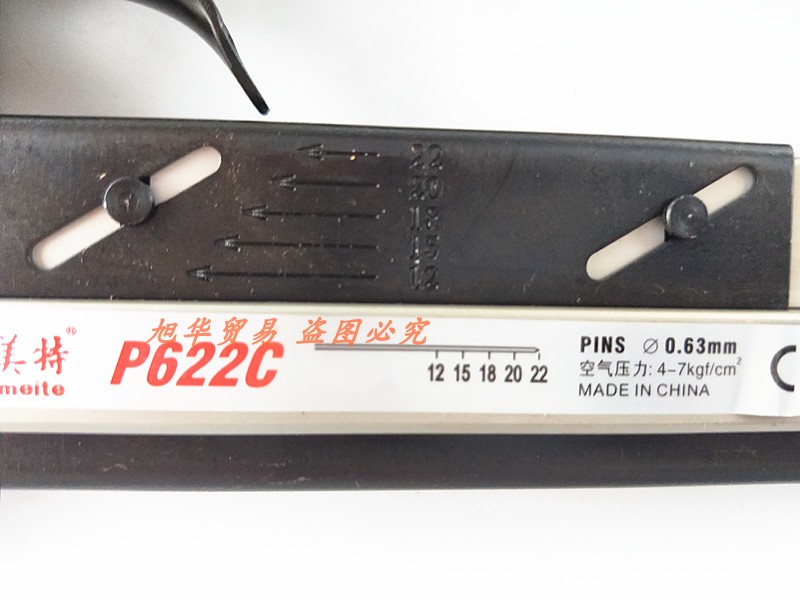 22
20
18
15
12
旭华贸易 盗图必究
美特®
meite
P622C
12 15 18 20 22
PINS ∅ 0.63mm
空气压力: 4-7kgf/cm²
MADE IN CHINA